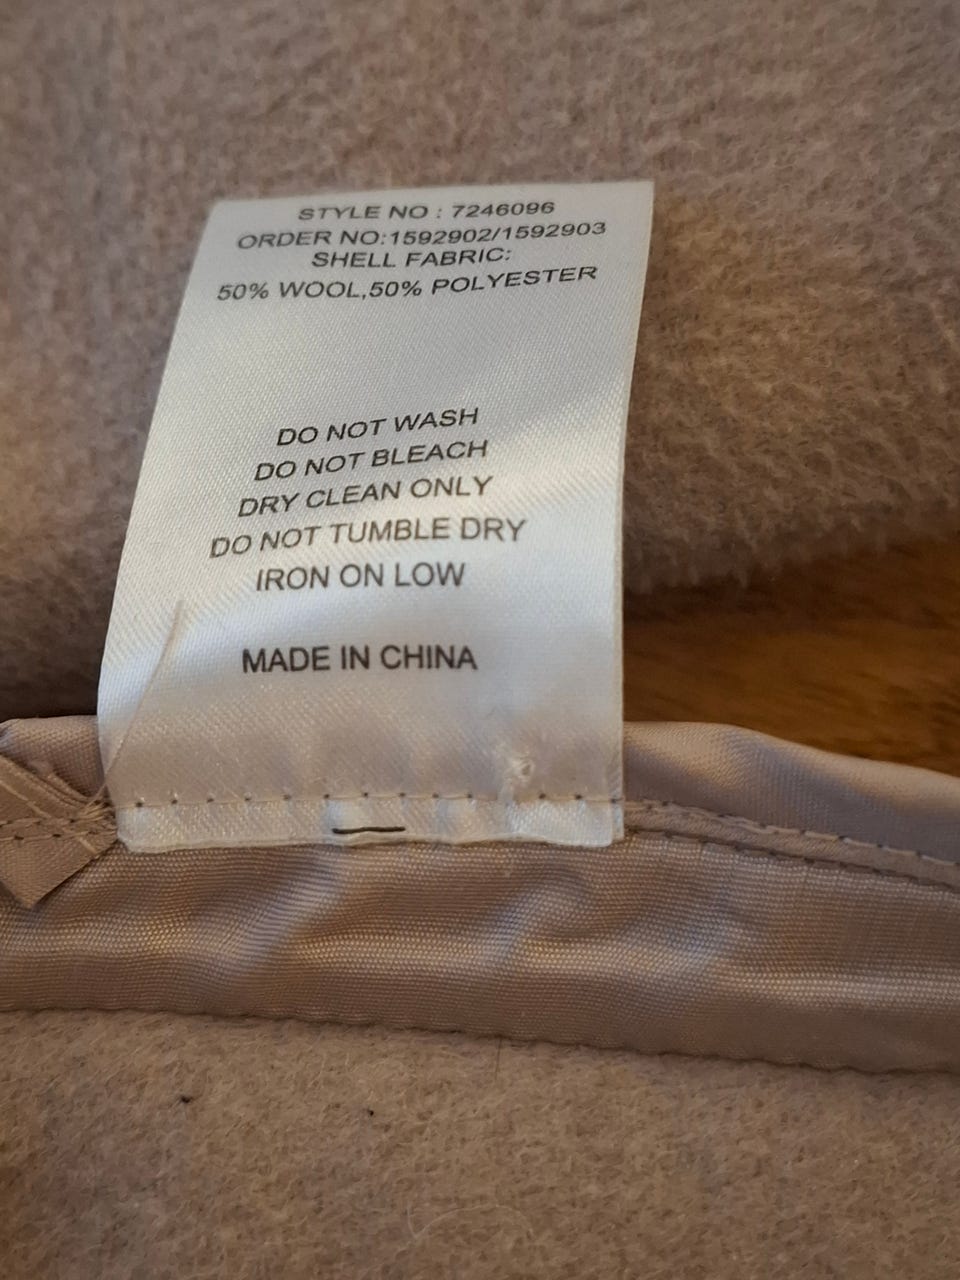 STYLE NO : 7246096
ORDER NO:1592902/1592903
SHELL FABRIC:
50% WOOL,50% POLYESTER
DO NOT WASH
DO NOT BLEACH
DRY CLEAN ONLY
DO NOT TUMBLE DRY
IRON ON LOW
MADE IN CHINA